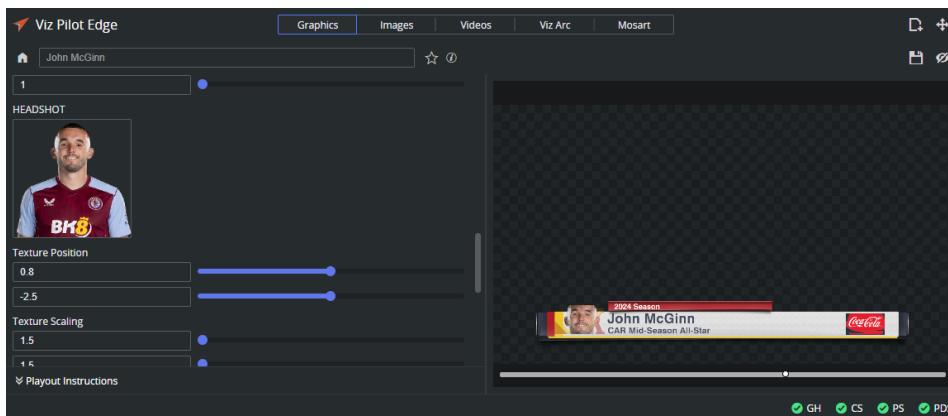 Viz Pilot Edge
Graphics
Images
Videos
Viz Arc
Mosart
John McGinn
1
HEADSHOT
BK8
Texture Position
0.8
-2.5
Texture Scaling
1.5
1.5
Playout Instructions
2024 Season
John McGinn
CAR Mid-Season All-Star
Coca-Cola
GH
CS
PS
PD